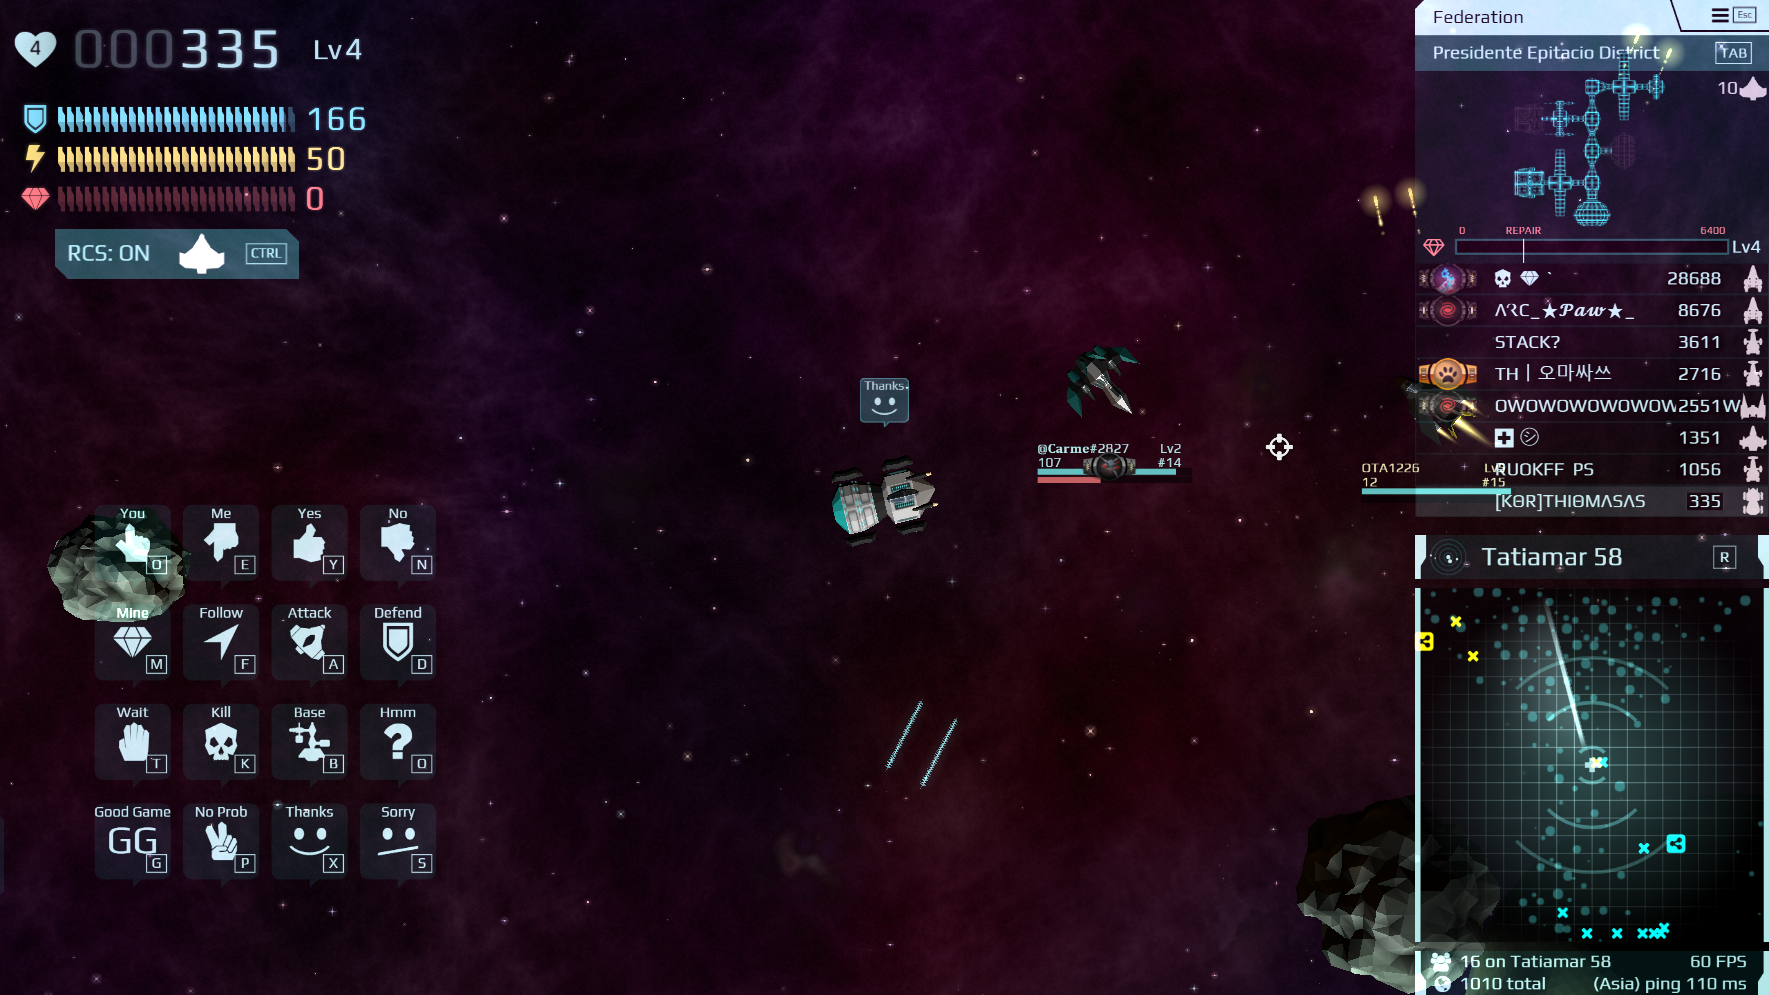 4 000335 Lv4
166
50
0
RCS: ON CTRL
Federation Esc
Presidente Epitacio District TAB
10
0 REPAIR 6400
Lv4
28688
ΛՉC_★𝓟𝓪𝔀★_ 8676
STACK? 3611
TH | 오마싸쓰 2716
OWOWOWOWOWOW 2551
1351
RUOKFF PS 1056
[KΘR]THIΘMΛSΛS 335
Thanks
@Carme#2827 Lv2
107 #14
OTA1226
12 #15
You O
Me E
Yes Y
No N
Mine M
Follow F
Attack A
Defend D
Wait T
Kill K
Base B
Hmm Q
Good Game GG G
No Prob P
Thanks X
Sorry S
Tatiamar 58 R
16 on Tatiamar 58 60 FPS
1010 total (Asia) ping 110 ms